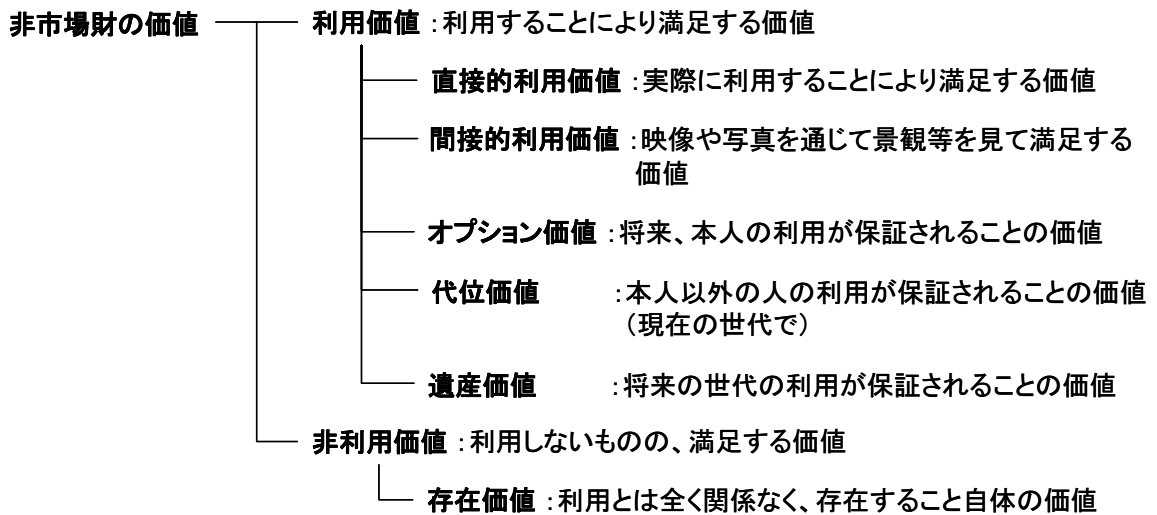 非市場財の価値 利用価値：利用することにより満足する価値
直接的利用価値：実際に利用することにより満足する価値
間接的利用価値：映像や写真を通じて景観等を見て満足する
価値
オプション価値：将来、本人の利用が保証されることの価値
代位価値 ：本人以外の人の利用が保証されることの価値
（現在の世代で）
遺産価値 ：将来の世代の利用が保証されることの価値
非利用価値：利用しないものの、満足する価値
存在価値：利用とは全く関係なく、存在すること自体の価値